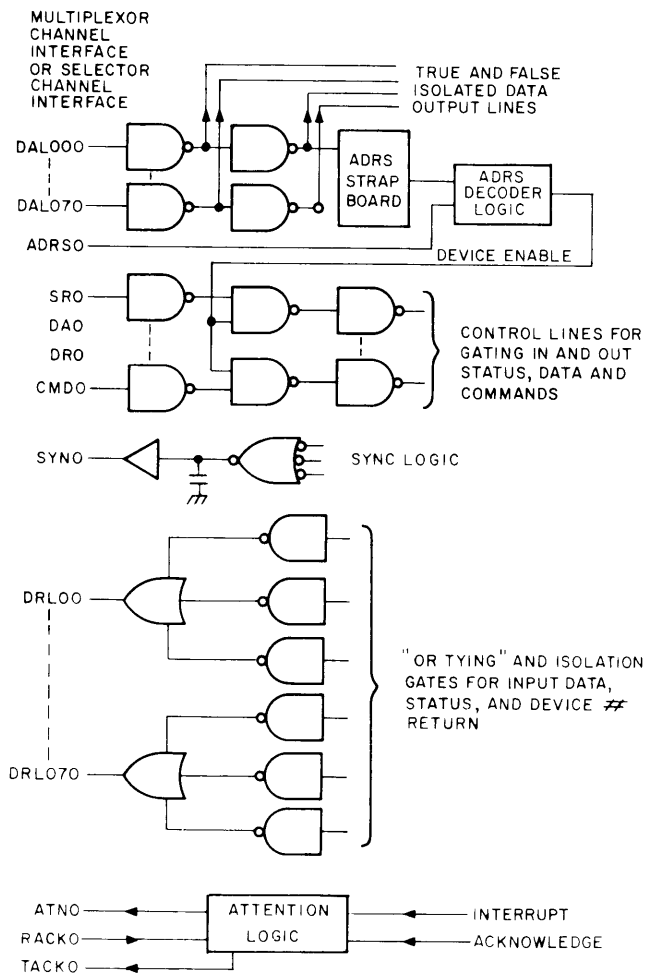 MULTIPLEXOR
CHANNEL
INTERFACE
OR SELECTOR
CHANNEL
INTERFACE
TRUE AND FALSE
ISOLATED DATA
OUTPUT LINES
DAL000
DAL070
ADRS
STRAP
BOARD
ADRS
DECODER
LOGIC
ADRS0
DEVICE ENABLE
SR0
DA0
DR0
CMD0
CONTROL LINES FOR
GATING IN AND OUT
STATUS, DATA AND
COMMANDS
SYN0
SYNC LOGIC
DRL00
DRL070
"OR TYING" AND ISOLATION
GATES FOR INPUT DATA,
STATUS, AND DEVICE #
RETURN
ATN0
RACK0
TACK0
ATTENTION
LOGIC
INTERRUPT
ACKNOWLEDGE